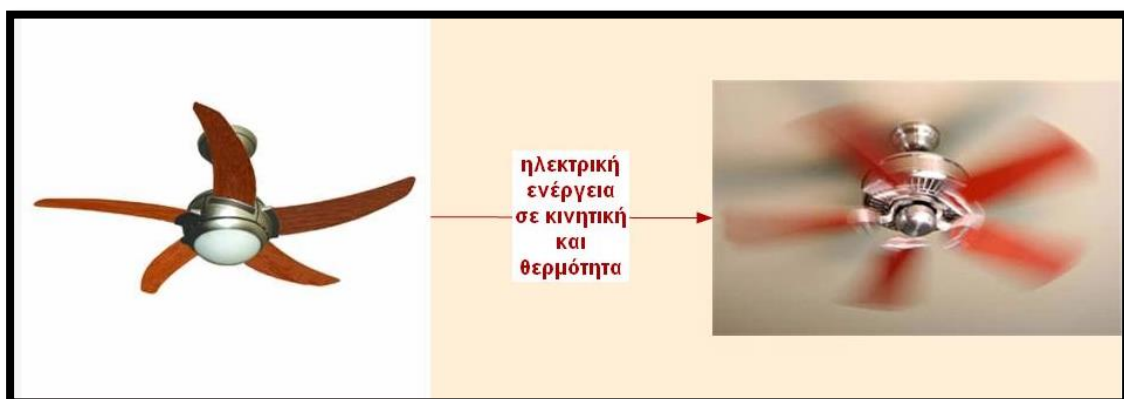 ηλεκτρική
ενέργεια
σε κινητική
και
θερμότητα